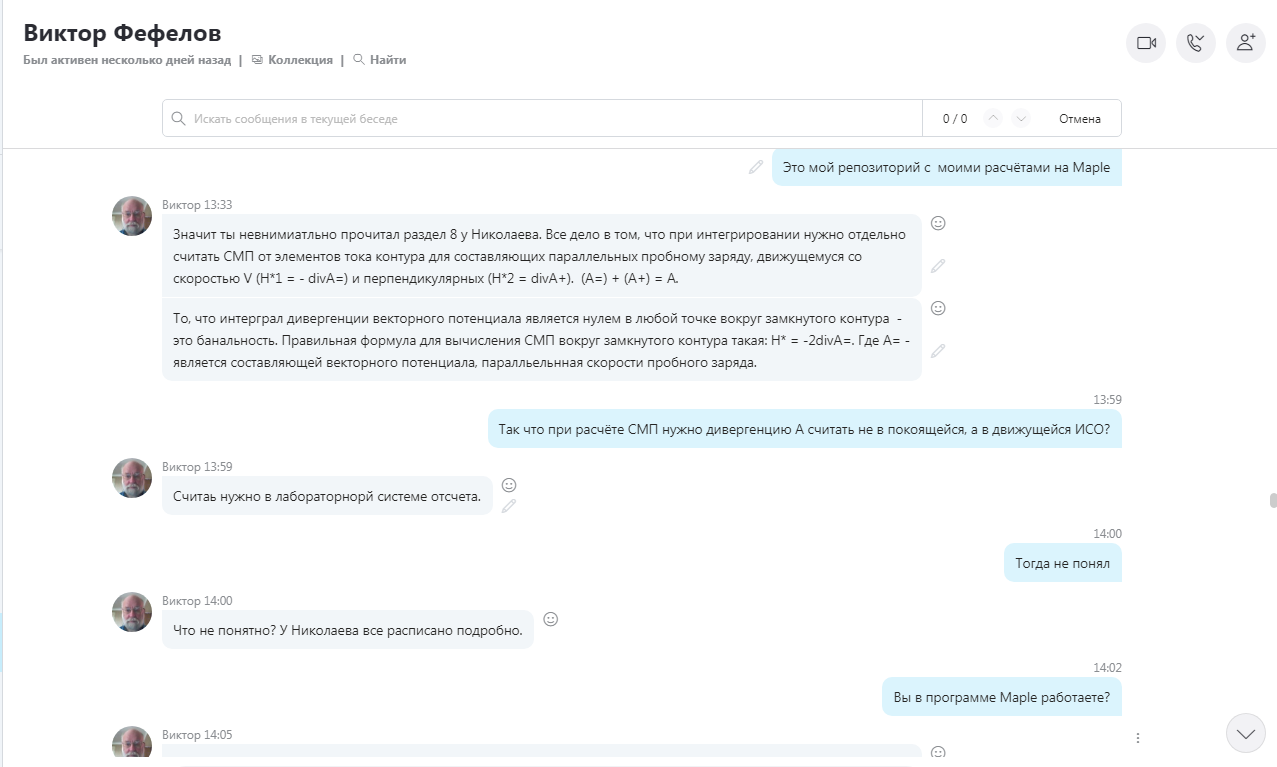 Виктор Фефелов
Был активен несколько дней назад | Коллекция | Найти
Искать сообщения в текущей беседе
0 / 0
Отмена
Это мой репозиторий с моими расчётами на Maple
Виктор 13:33
Значит ты невнимиатльно прочитал раздел 8 у Николаева. Все дело в том, что при интегрировании нужно отдельно
считать СМП от элементов тока контура для составляющих параллельных пробному заряду, движущемуся со
скоростью V (H*1 = - divA=) и перпендикулярных (H*2 = divA+). (A=) + (A+) = A.
То, что интерграл дивергенции векторного потенциала является нулем в любой точке вокруг замкнутого контура -
это банальность. Правильная формула для вычисления СМП вокруг замкнутого контура такая: H* = -2divA=. Где A= -
является составляющей векторного потенциала, паралльельнная скорости пробного заряда.
13:59
Так что при расчёте СМП нужно дивергенцию А считать не в покоящейся, а в движущейся ИСО?
Виктор 13:59
Считаь нужно в лабораторнорй системе отсчета.
14:00
Тогда не понял
Виктор 14:00
Что не понятно? У Николаева все расписано подробно.
14:02
Вы в программе Maple работаете?
Виктор 14:05